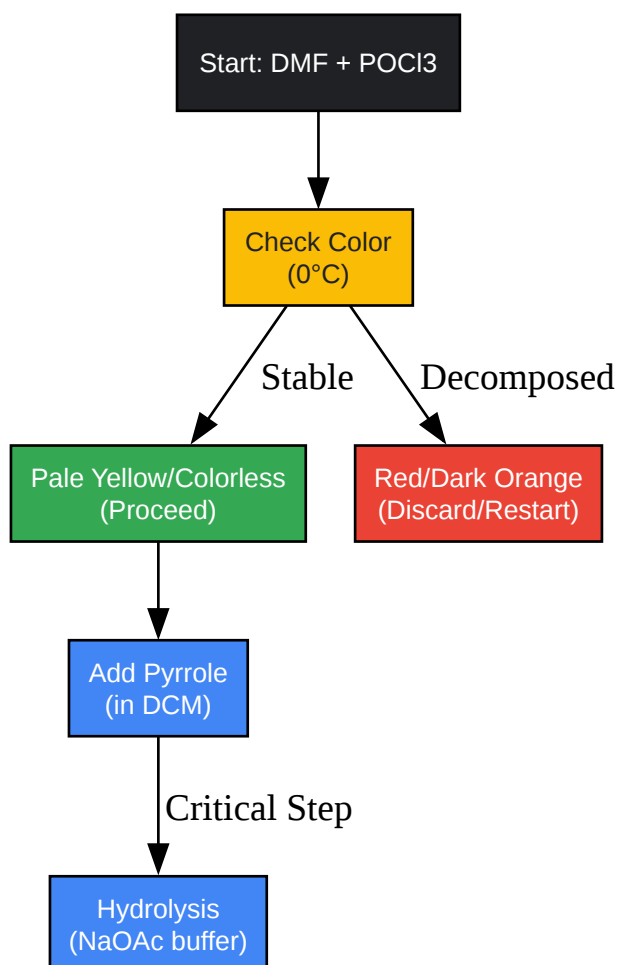 Start: DMF + POCl3
Check Color
(0°C)
Stable
Decomposed
Pale Yellow/Colorless
(Proceed)
Red/Dark Orange
(Discard/Restart)
Add Pyrrole
(in DCM)
Critical Step
Hydrolysis
(NaOAc buffer)